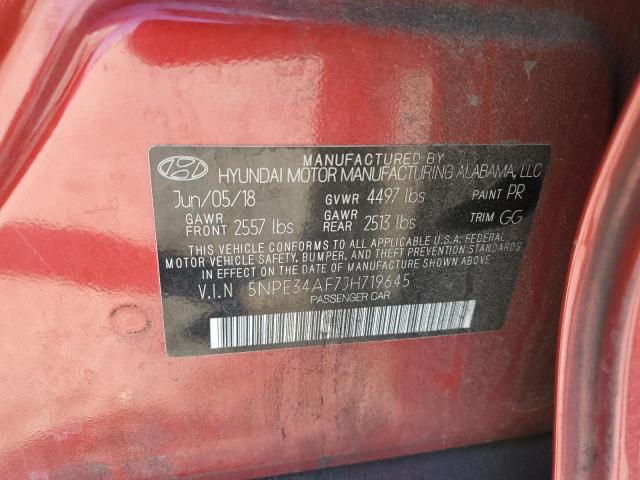 MANUFACTURED BY
HYUNDAI MOTOR MANUFACTURING ALABAMA, LLC
Jun/05/18 GVWR 4497 lbs PAINT PR
GAWR FRONT 2557 lbs GAWR REAR 2513 lbs TRIM GG
THIS VEHICLE CONFORMS TO ALL APPLICABLE U.S.A. FEDERAL
MOTOR VEHICLE SAFETY, BUMPER, AND THEFT PREVENTION STANDARDS
IN EFFECT ON THE DATE OF MANUFACTURE SHOWN ABOVE.
V.I.N 5NPE34AF7JH719645
PASSENGER CAR